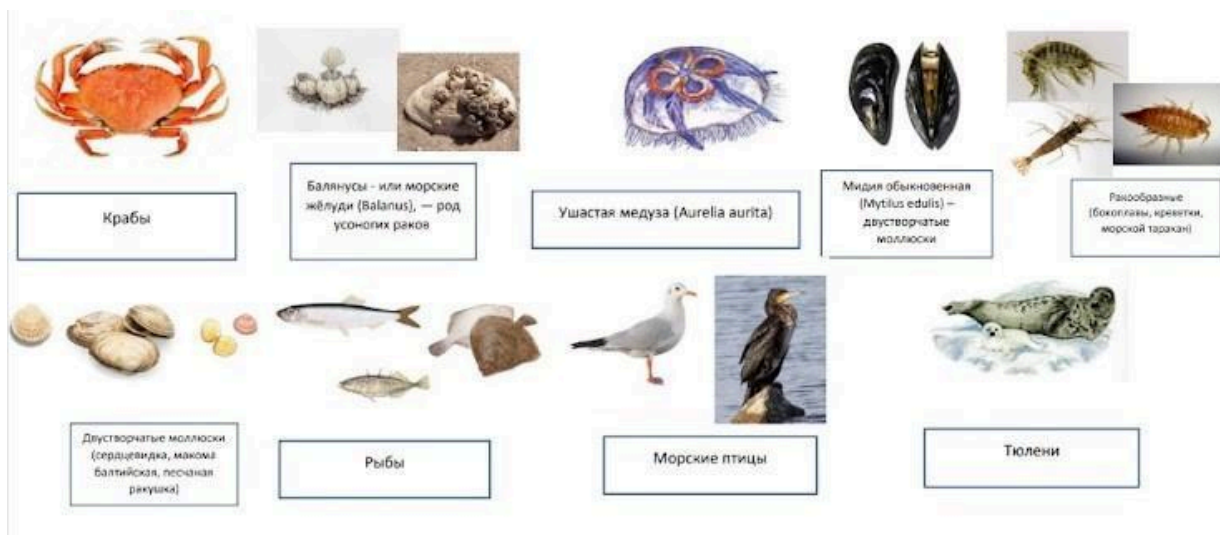 Крабы
Балянусы - или морские
жёлуди (Balanus), — род
усоногих раков
Ушастая медуза (Aurelia aurita)
Мидия обыкновенная
(Mytilus edulis) –
двустворчатые
моллюски
Ракообразные
(бокоплавы, креветки,
морской таракан)
Двустворчатые моллюски
(сердцевидка, макома
балтийская, песчаная
ракушка)
Рыбы
Морские птицы
Тюлени